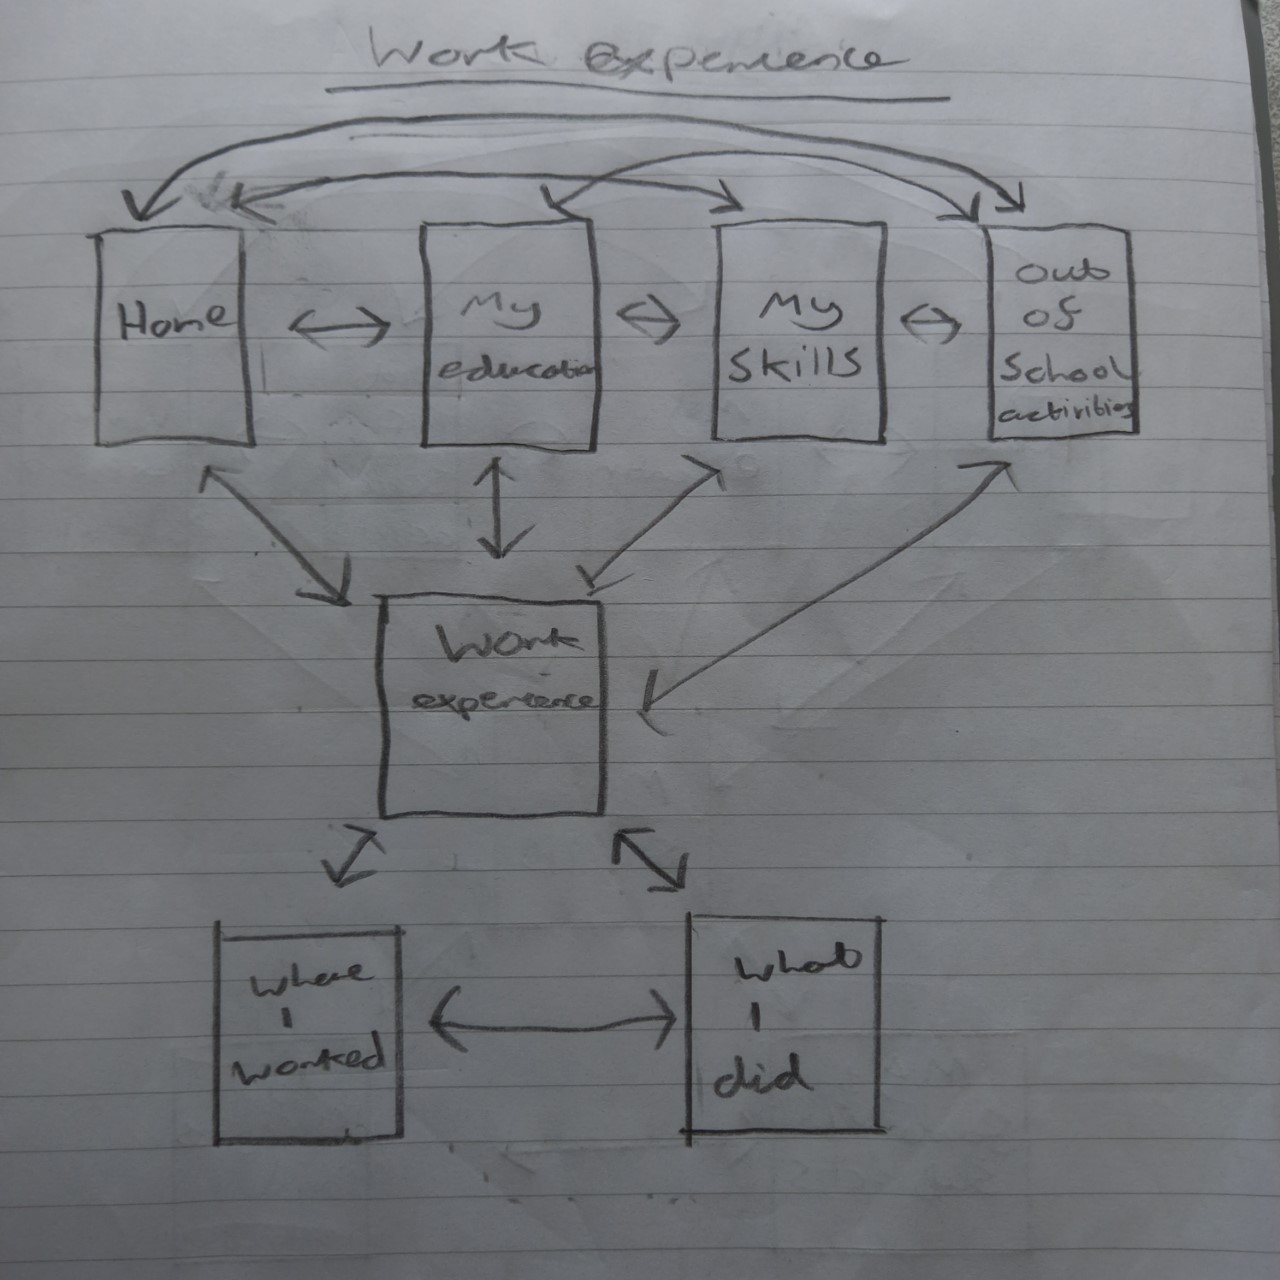 Work experience
Home
My
education
My
Skills
out
of
School
activities
Work
experience
where
I
worked
what
I
did